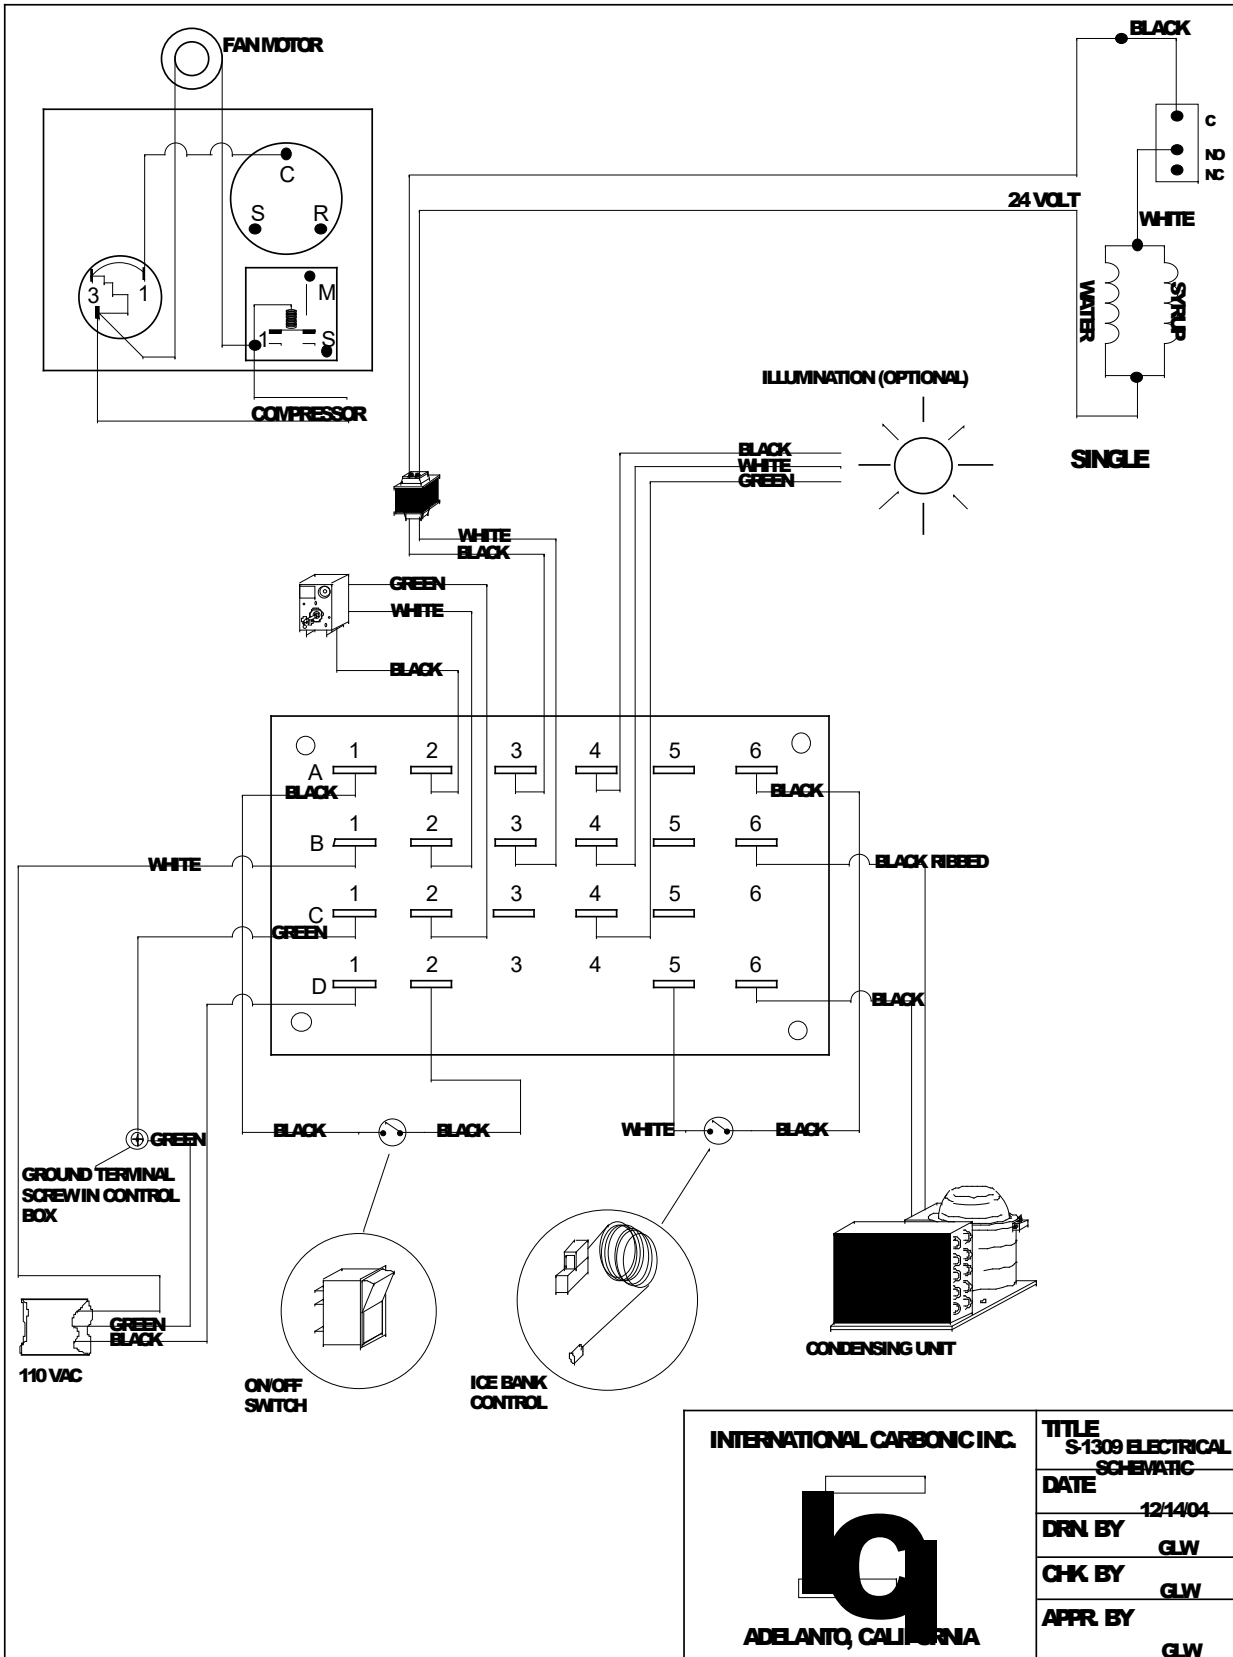 FAN MOTOR
BLACK
C
C
NO
NC
S
R
24 VOLT
WHITE
3
1
M
WATER
SYRUP
1
S
ILLUMINATION (OPTIONAL)
COMPRESSOR
BLACK
WHITE
GREEN
SINGLE
WHITE
BLACK
GREEN
WHITE
BLACK
1 2 3 4 5 6
A
BLACK
BLACK
1 2 3 4 5 6
B
WHITE
BLACK RIBBED
1 2 3 4 5 6
C
GREEN
1 2 3 4 5 6
D
BLACK
GREEN
BLACK
BLACK
WHITE
BLACK
GROUND TERMINAL
SCREW IN CONTROL
BOX
GREEN
BLACK
110 VAC
ON/OFF
SWITCH
ICE BANK
CONTROL
CONDENSING UNIT
INTERNATIONAL CARBONIC INC.
ici
ADELANTO, CALIFORNIA
TITLE
S-1309 ELECTRICAL
SCHEMATIC
DATE
12/14/04
DRN. BY
GLW
CHK. BY
GLW
APPR. BY
GLW